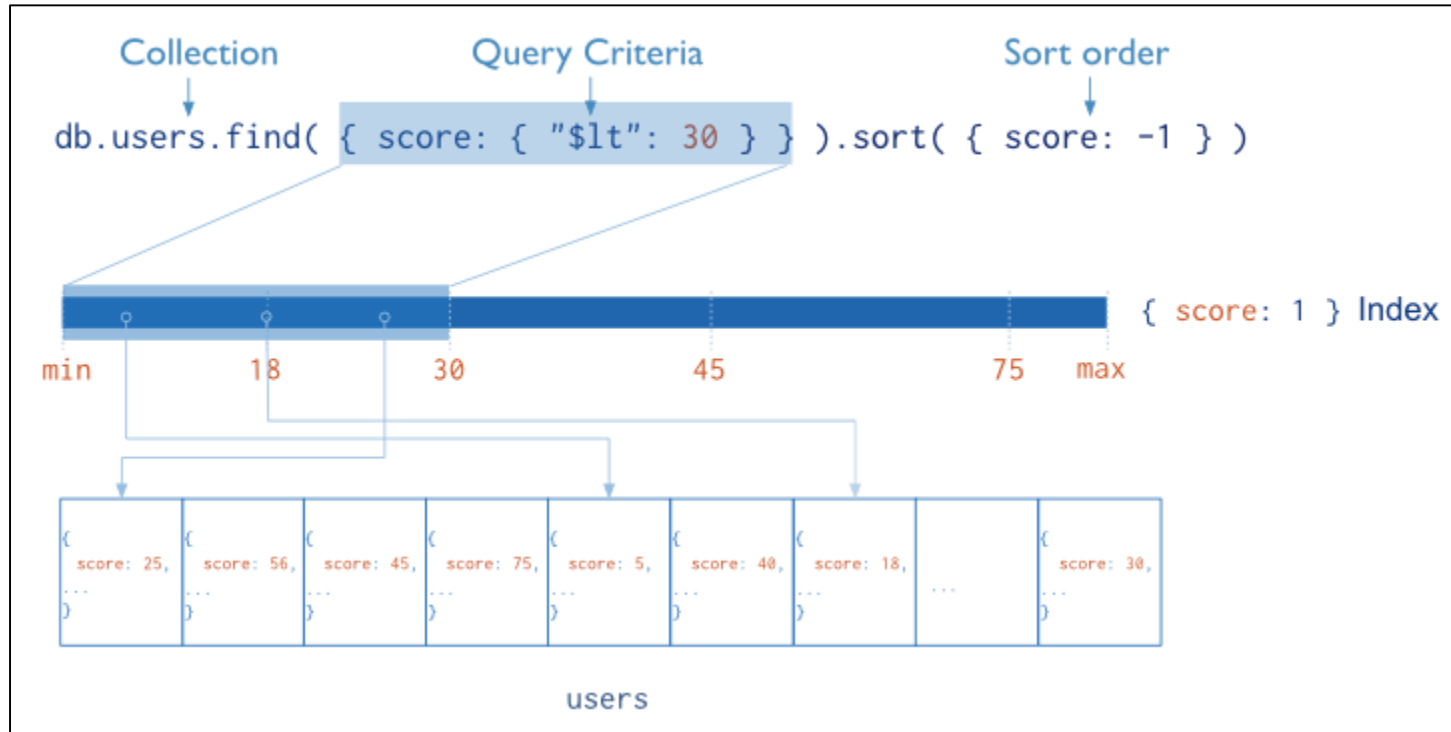 Collection Query Criteria Sort order
db.users.find( { score: { "$lt": 30 } } ).sort( { score: -1 } )
{ score: 1 } Index
min 18 30 45 75 max
{ { { { { { { {
score: 25, score: 56, score: 45, score: 75, score: 5, score: 40, score: 18, score: 30,
... ... ... ... ... ... ... ... ...
} } } } } } } }
users